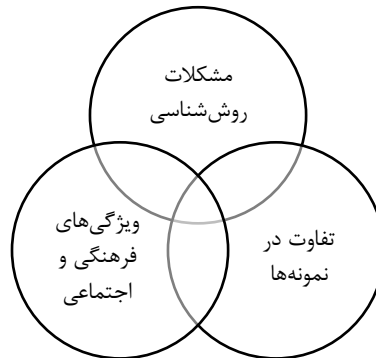 مشکلات
روش‌شناسی
تفاوت در
نمونه‌ها
ویژگی‌های
فرهنگی و
اجتماعی